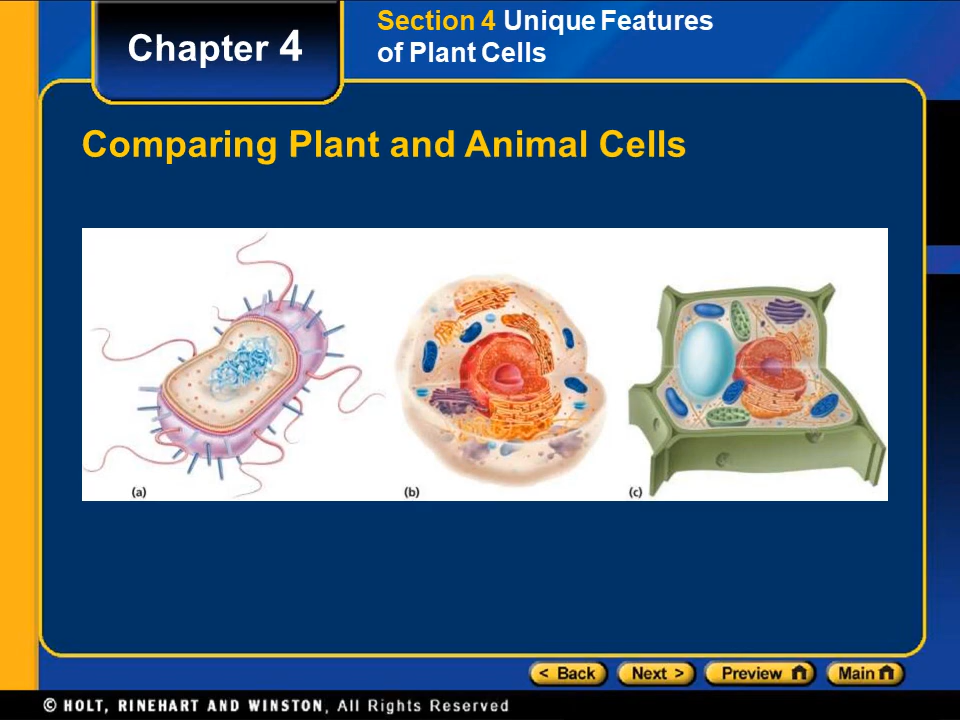 Chapter 4
Section 4 Unique Features
of Plant Cells
Comparing Plant and Animal Cells
(a) (b) (c)
< Back Next > Preview Main
© HOLT, RINEHART AND WINSTON, All Rights Reserved